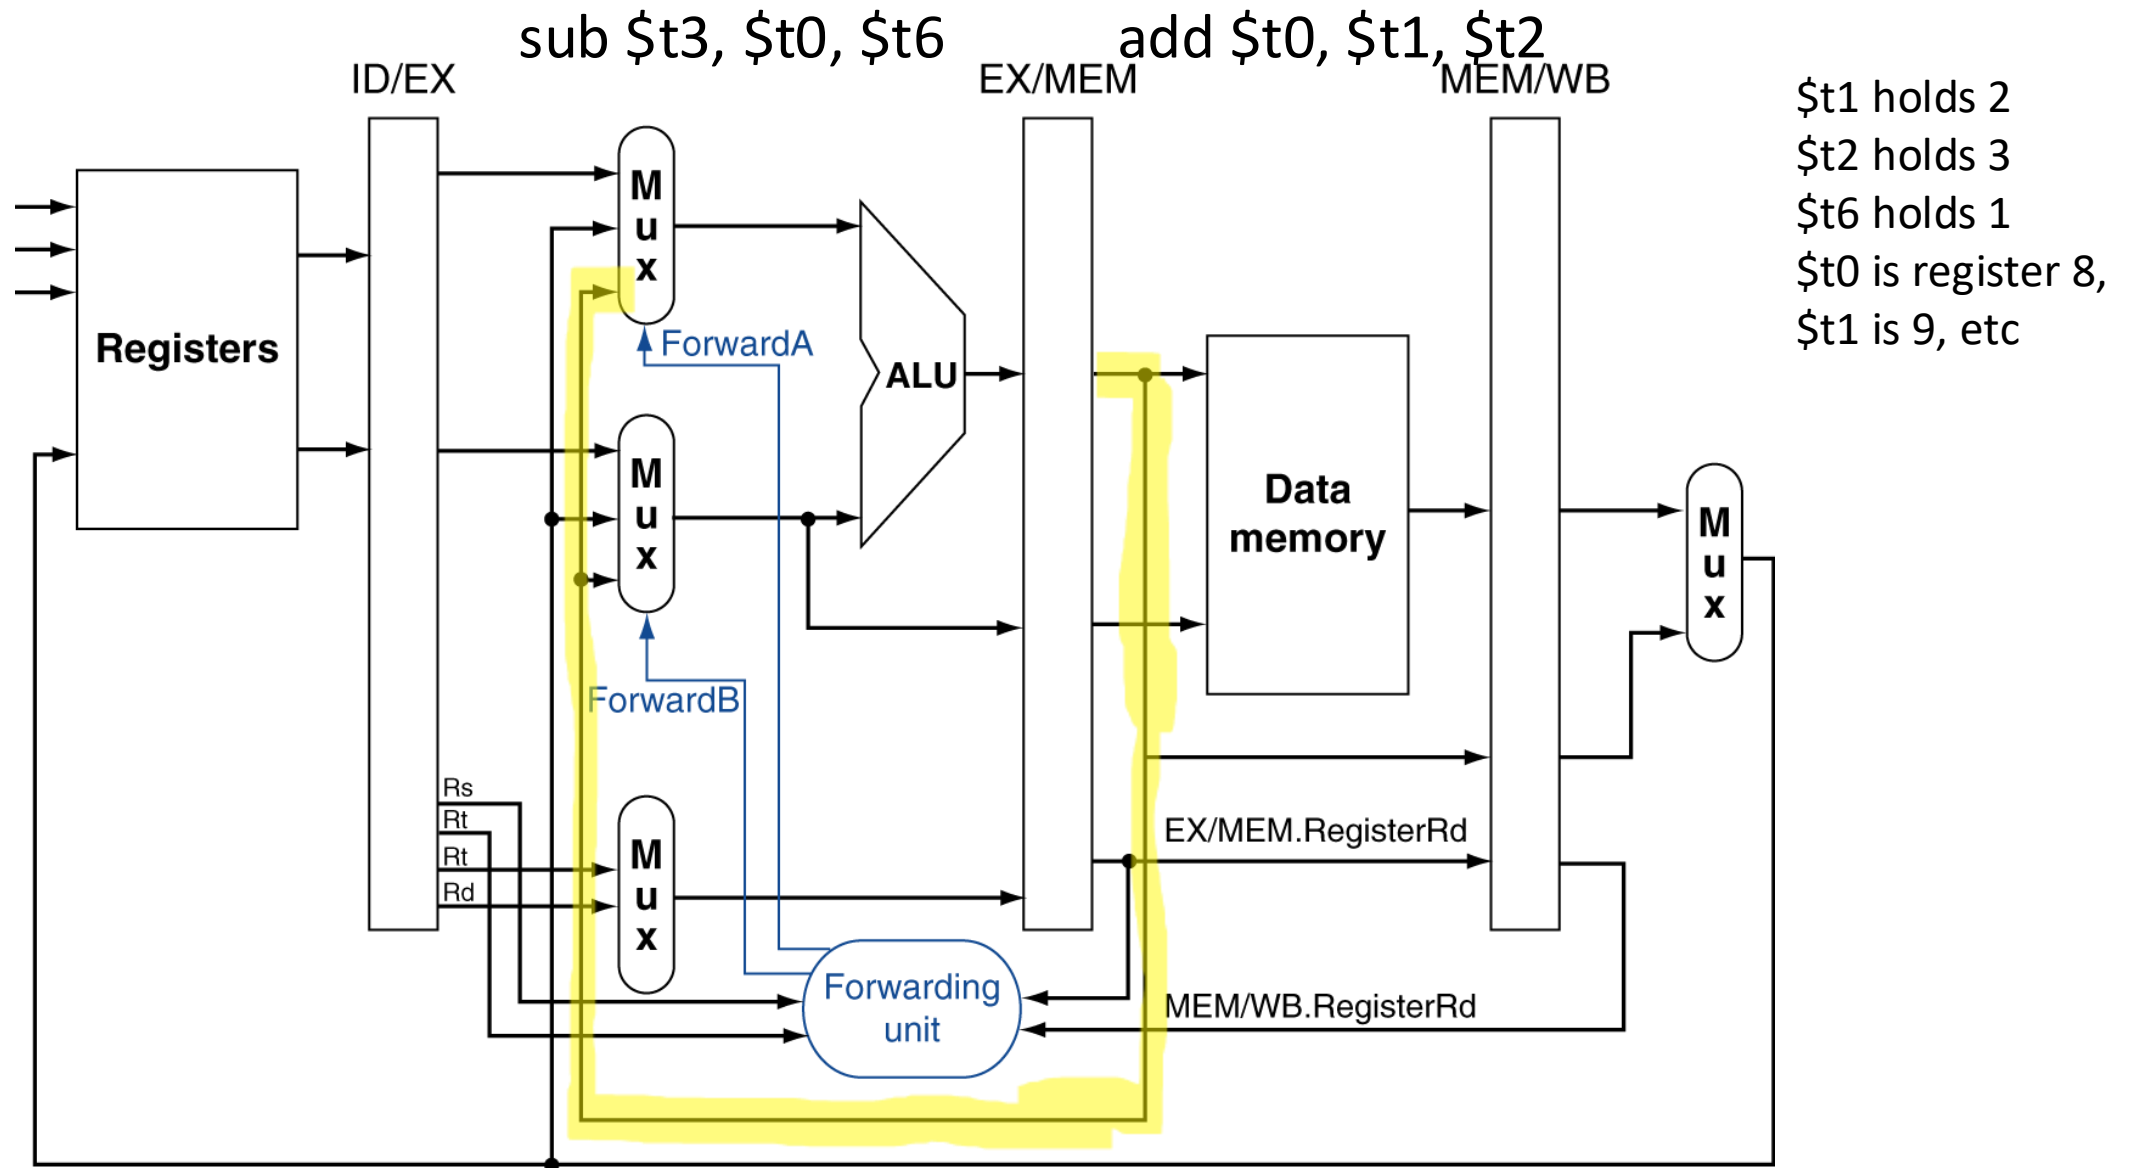 sub $t3, $t0, $t6
add $t0, $t1, $t2
ID/EX
EX/MEM
MEM/WB
$t1 holds 2
$t2 holds 3
$t6 holds 1
$t0 is register 8,
$t1 is 9, etc
Registers
M
u
x
ForwardA
ALU
M
u
x
ForwardB
Data
memory
M
u
x
Rs
Rt
Rt
Rd
M
u
x
EX/MEM.RegisterRd
Forwarding
unit
MEM/WB.RegisterRd